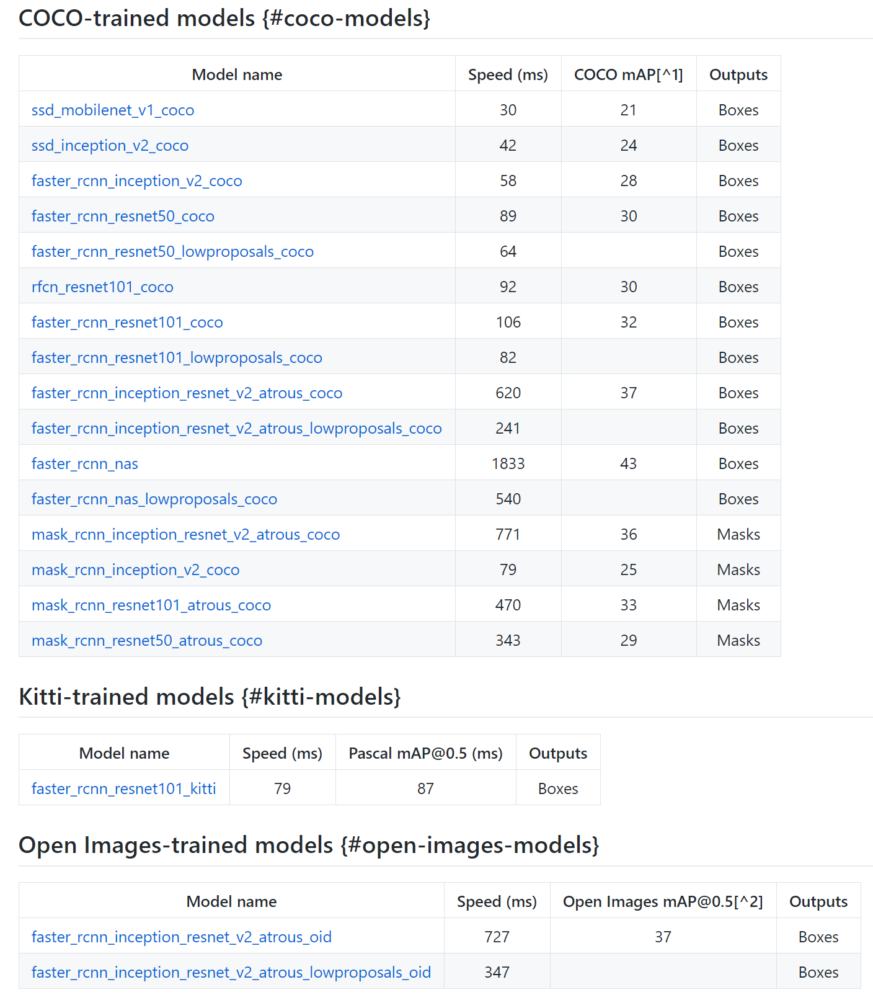 COCO-trained models {#coco-models}
Model name Speed (ms) COCO mAP[^1] Outputs
ssd_mobilenet_v1_coco 30 21 Boxes
ssd_inception_v2_coco 42 24 Boxes
faster_rcnn_inception_v2_coco 58 28 Boxes
faster_rcnn_resnet50_coco 89 30 Boxes
faster_rcnn_resnet50_lowproposals_coco 64 Boxes
rfcn_resnet101_coco 92 30 Boxes
faster_rcnn_resnet101_coco 106 32 Boxes
faster_rcnn_resnet101_lowproposals_coco 82 Boxes
faster_rcnn_inception_resnet_v2_atrous_coco 620 37 Boxes
faster_rcnn_inception_resnet_v2_atrous_lowproposals_coco 241 Boxes
faster_rcnn_nas 1833 43 Boxes
faster_rcnn_nas_lowproposals_coco 540 Boxes
mask_rcnn_inception_resnet_v2_atrous_coco 771 36 Masks
mask_rcnn_inception_v2_coco 79 25 Masks
mask_rcnn_resnet101_atrous_coco 470 33 Masks
mask_rcnn_resnet50_atrous_coco 343 29 Masks
Kitti-trained models {#kitti-models}
Model name Speed (ms) Pascal mAP@0.5 (ms) Outputs
faster_rcnn_resnet101_kitti 79 87 Boxes
Open Images-trained models {#open-images-models}
Model name Speed (ms) Open Images mAP@0.5[^2] Outputs
faster_rcnn_inception_resnet_v2_atrous_oid 727 37 Boxes
faster_rcnn_inception_resnet_v2_atrous_lowproposals_oid 347 Boxes